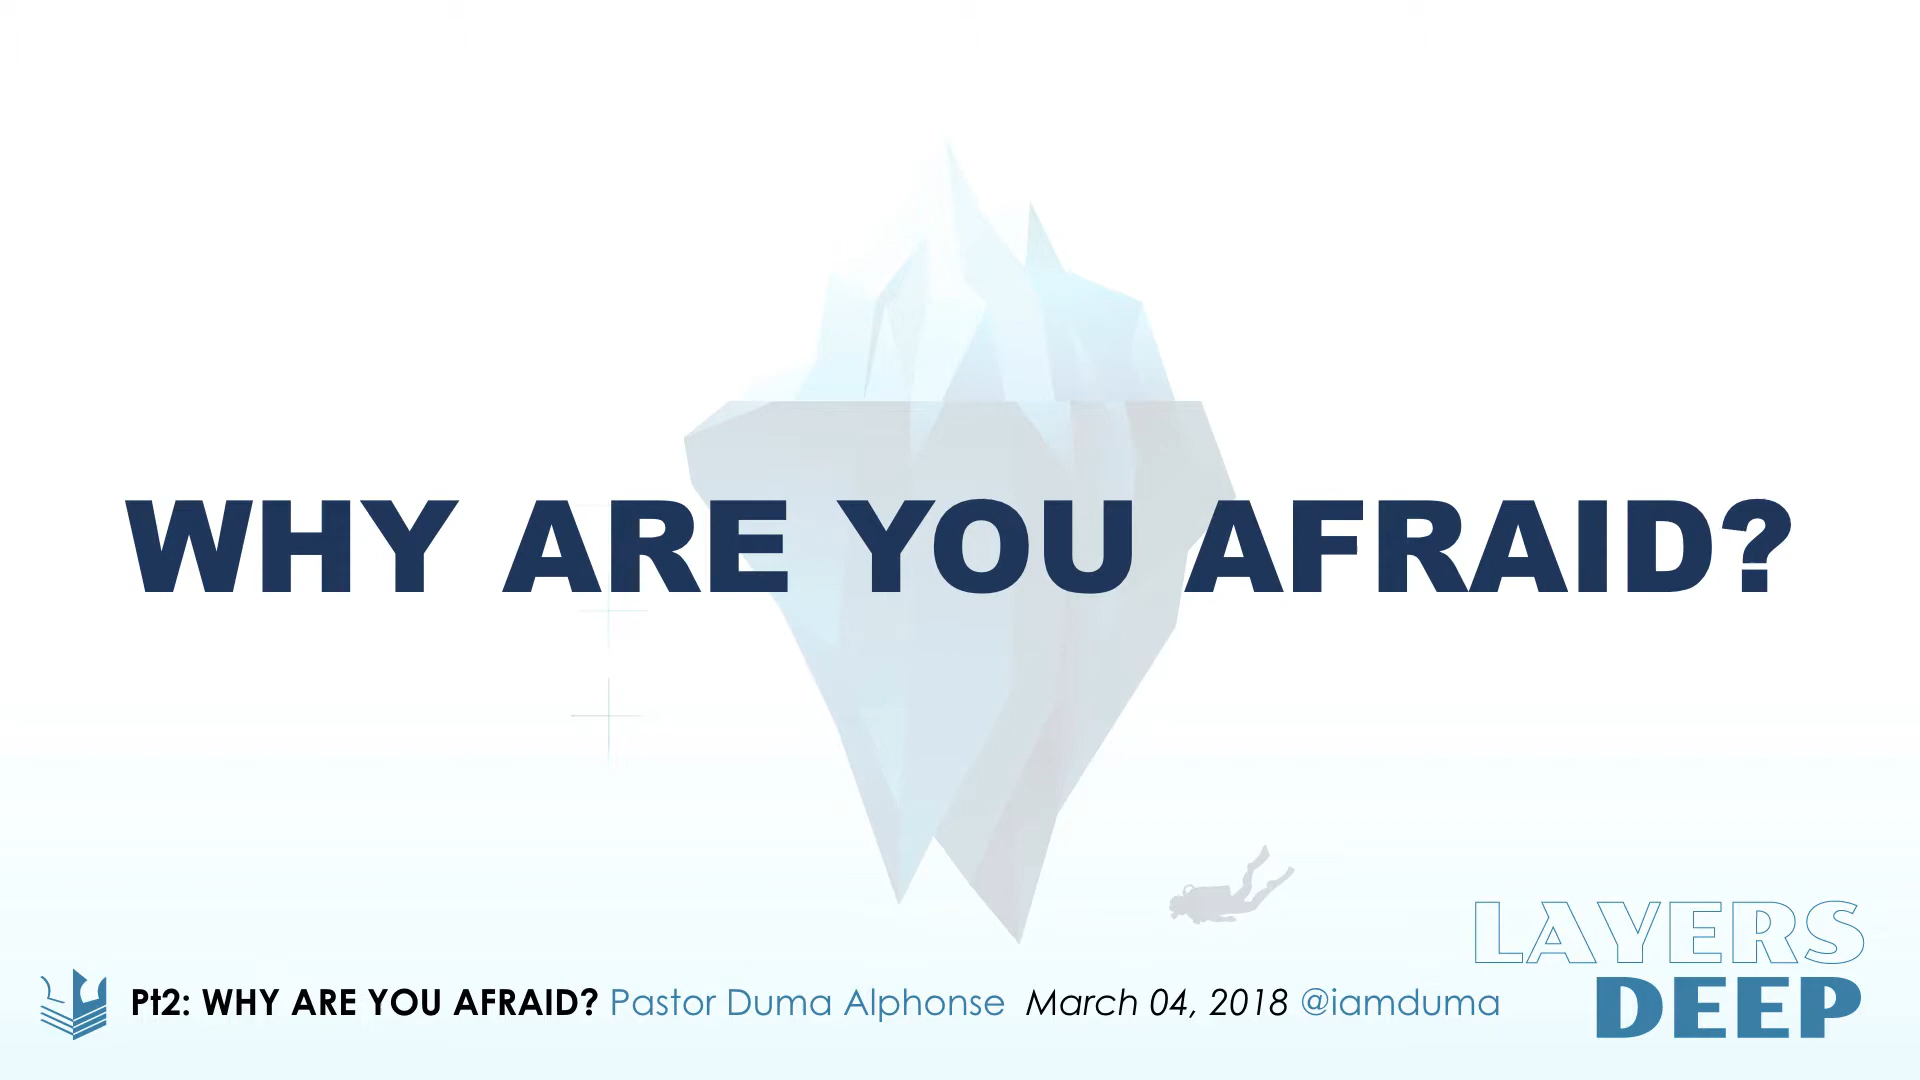 WHY ARE YOU AFRAID?
LAYERS
DEEP
Pt2: WHY ARE YOU AFRAID? Pastor Duma Alphonse March 04, 2018 @iamduma